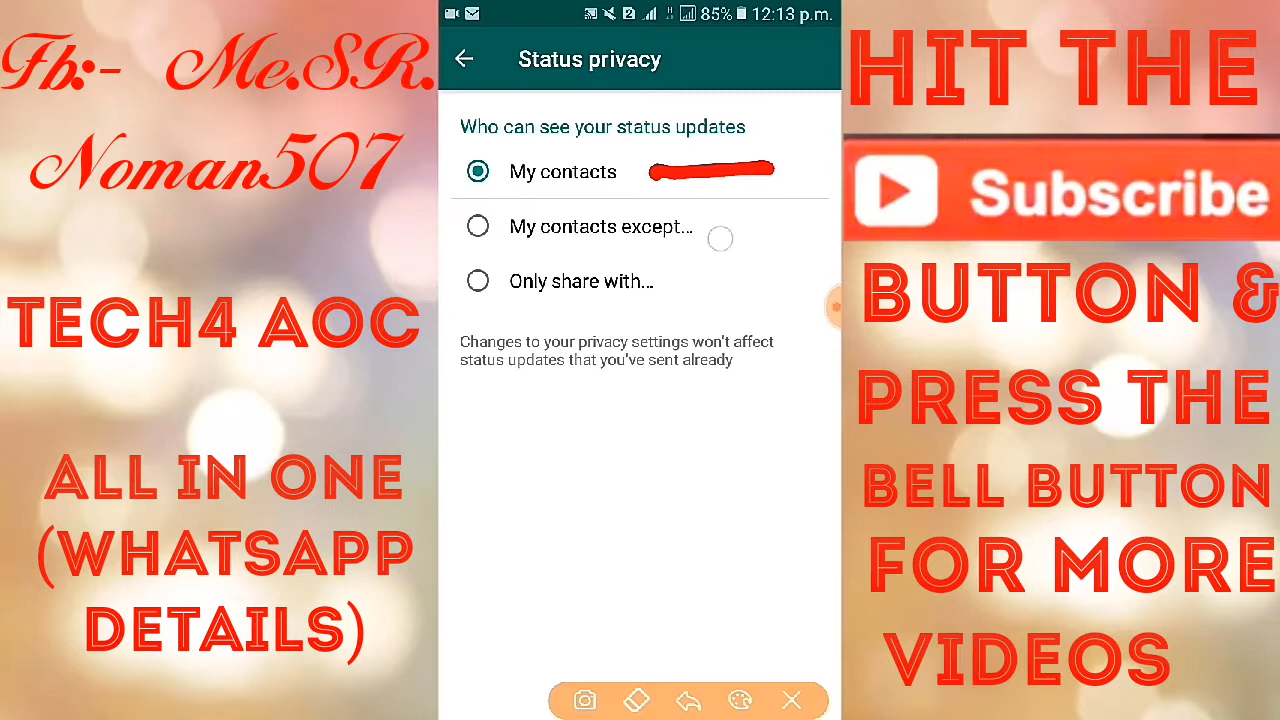 Fb:- Me.SR.
Noman507
TECH4 AOC
ALL IN ONE
(WHATSAPP
DETAILS)
85% 12:13 p.m.
Status privacy
Who can see your status updates
My contacts
My contacts except...
Only share with...
Changes to your privacy settings won't affect
status updates that you've sent already
HIT THE
Subscribe
BUTTON &
PRESS THE
BELL BUTTON
FOR MORE
VIDEOS